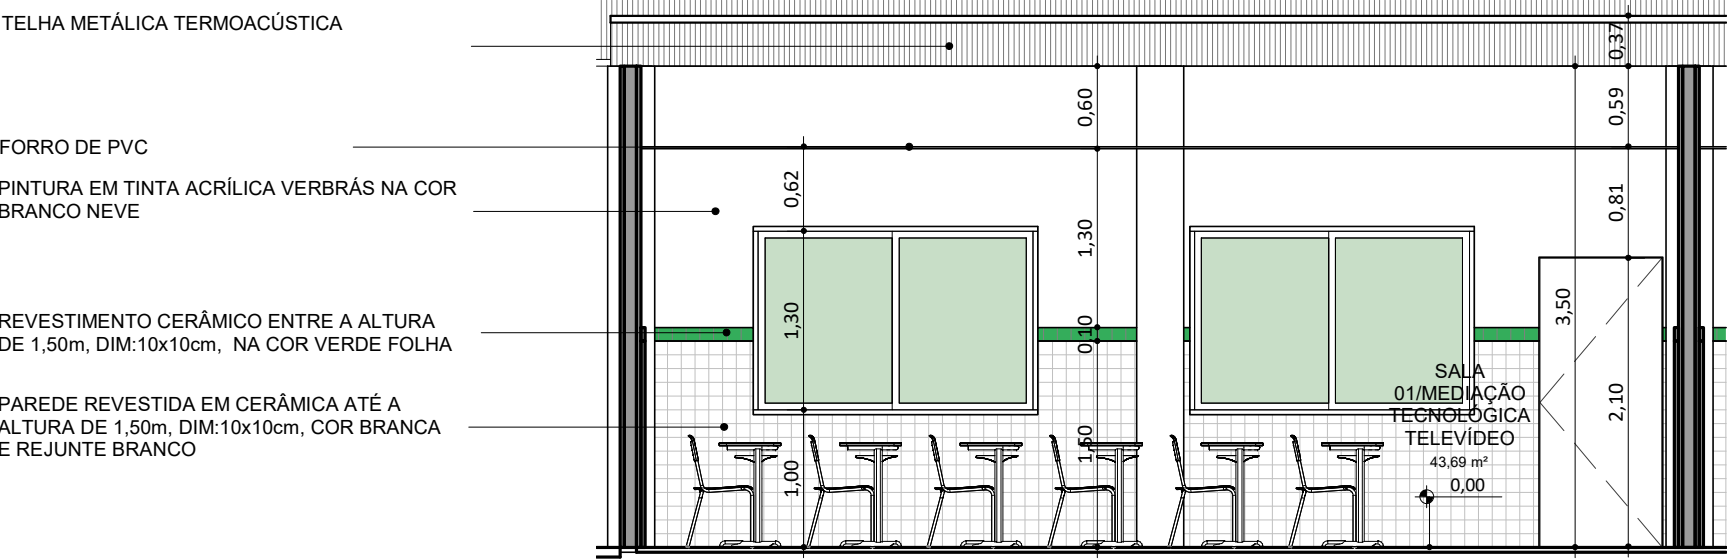 TELHA METÁLICA TERMOACÚSTICA
FORRO DE PVC
PINTURA EM TINTA ACRÍLICA VERBRÁS NA COR
BRANCO NEVE
REVESTIMENTO CERÂMICO ENTRE A ALTURA
DE 1,50m, DIM:10x10cm, NA COR VERDE FOLHA
PAREDE REVESTIDA EM CERÂMICA ATÉ A
ALTURA DE 1,50m, DIM:10x10cm, COR BRANCA
E REJUNTE BRANCO
0,62
1,30
1,00
0,60
1,30
0,10
1,50
SALA
01/MEDIAÇÃO
TECNOLÓGICA
TELEVÍDEO
43,69 m²
0,00
3,50
0,37
0,59
0,81
2,10